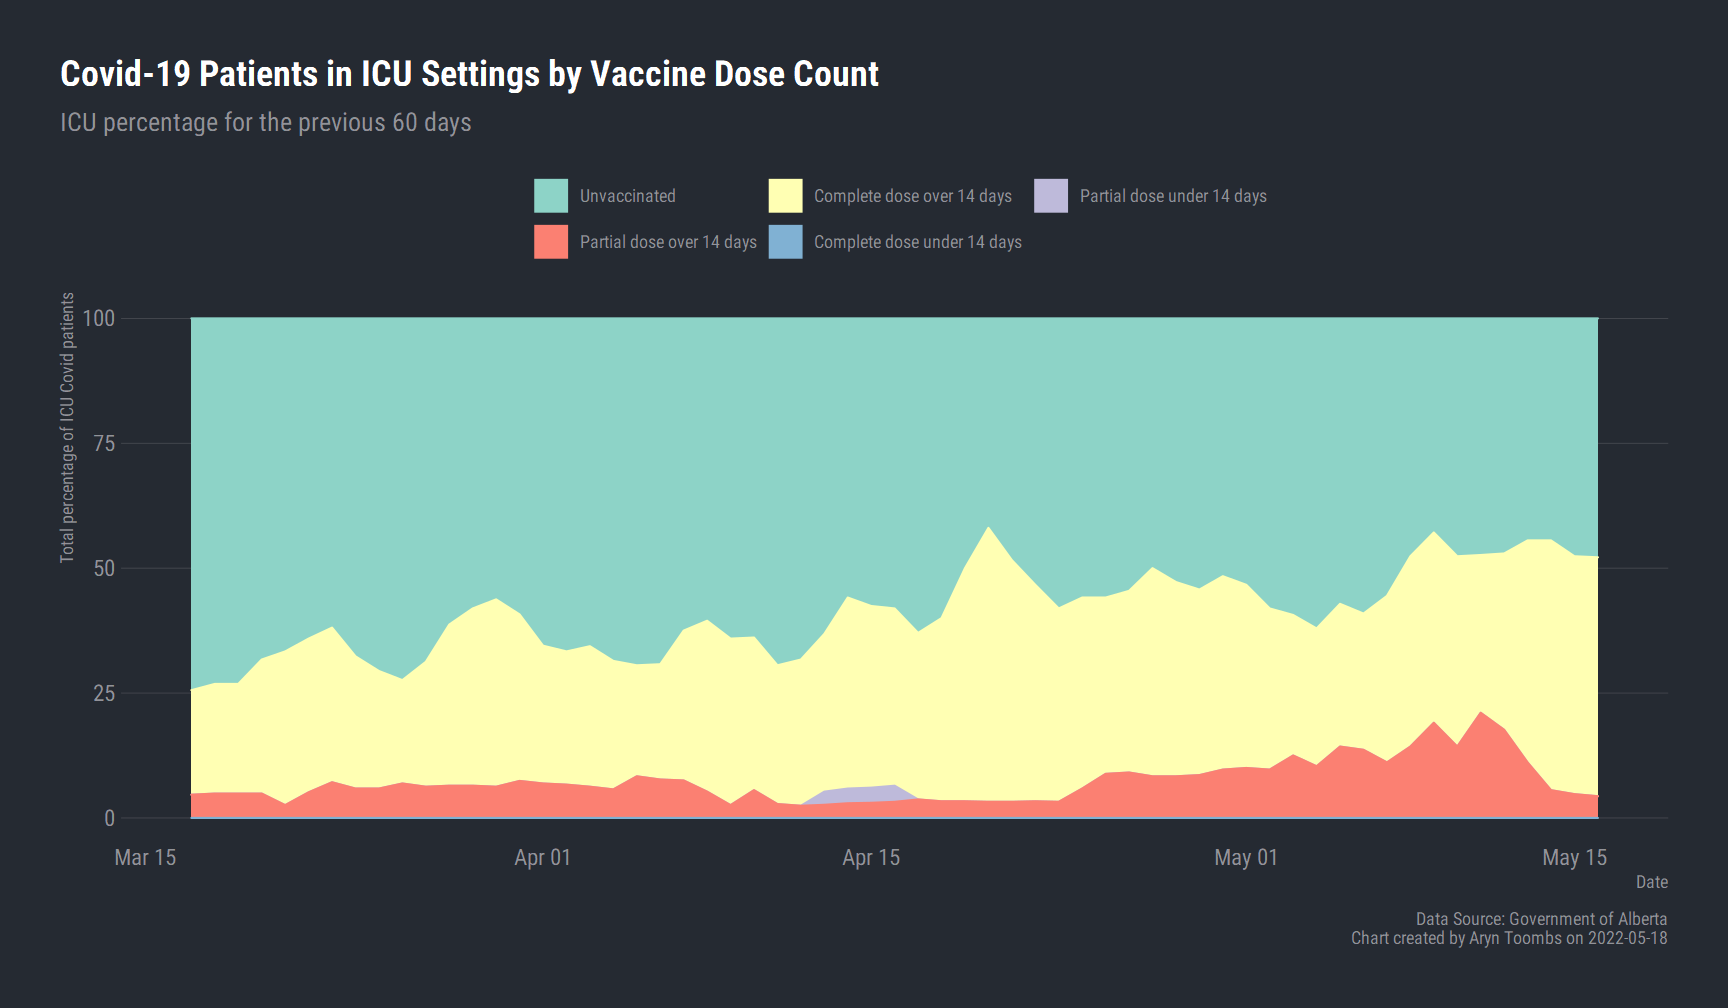 Covid-19 Patients in ICU Settings by Vaccine Dose Count
ICU percentage for the previous 60 days
Unvaccinated
Complete dose over 14 days
Partial dose under 14 days
Partial dose over 14 days
Complete dose under 14 days
Total percentage of ICU Covid patients
100
75
50
25
0
Mar 15
Apr 01
Apr 15
May 01
May 15
Date
Data Source: Government of Alberta
Chart created by Aryn Toombs on 2022-05-18